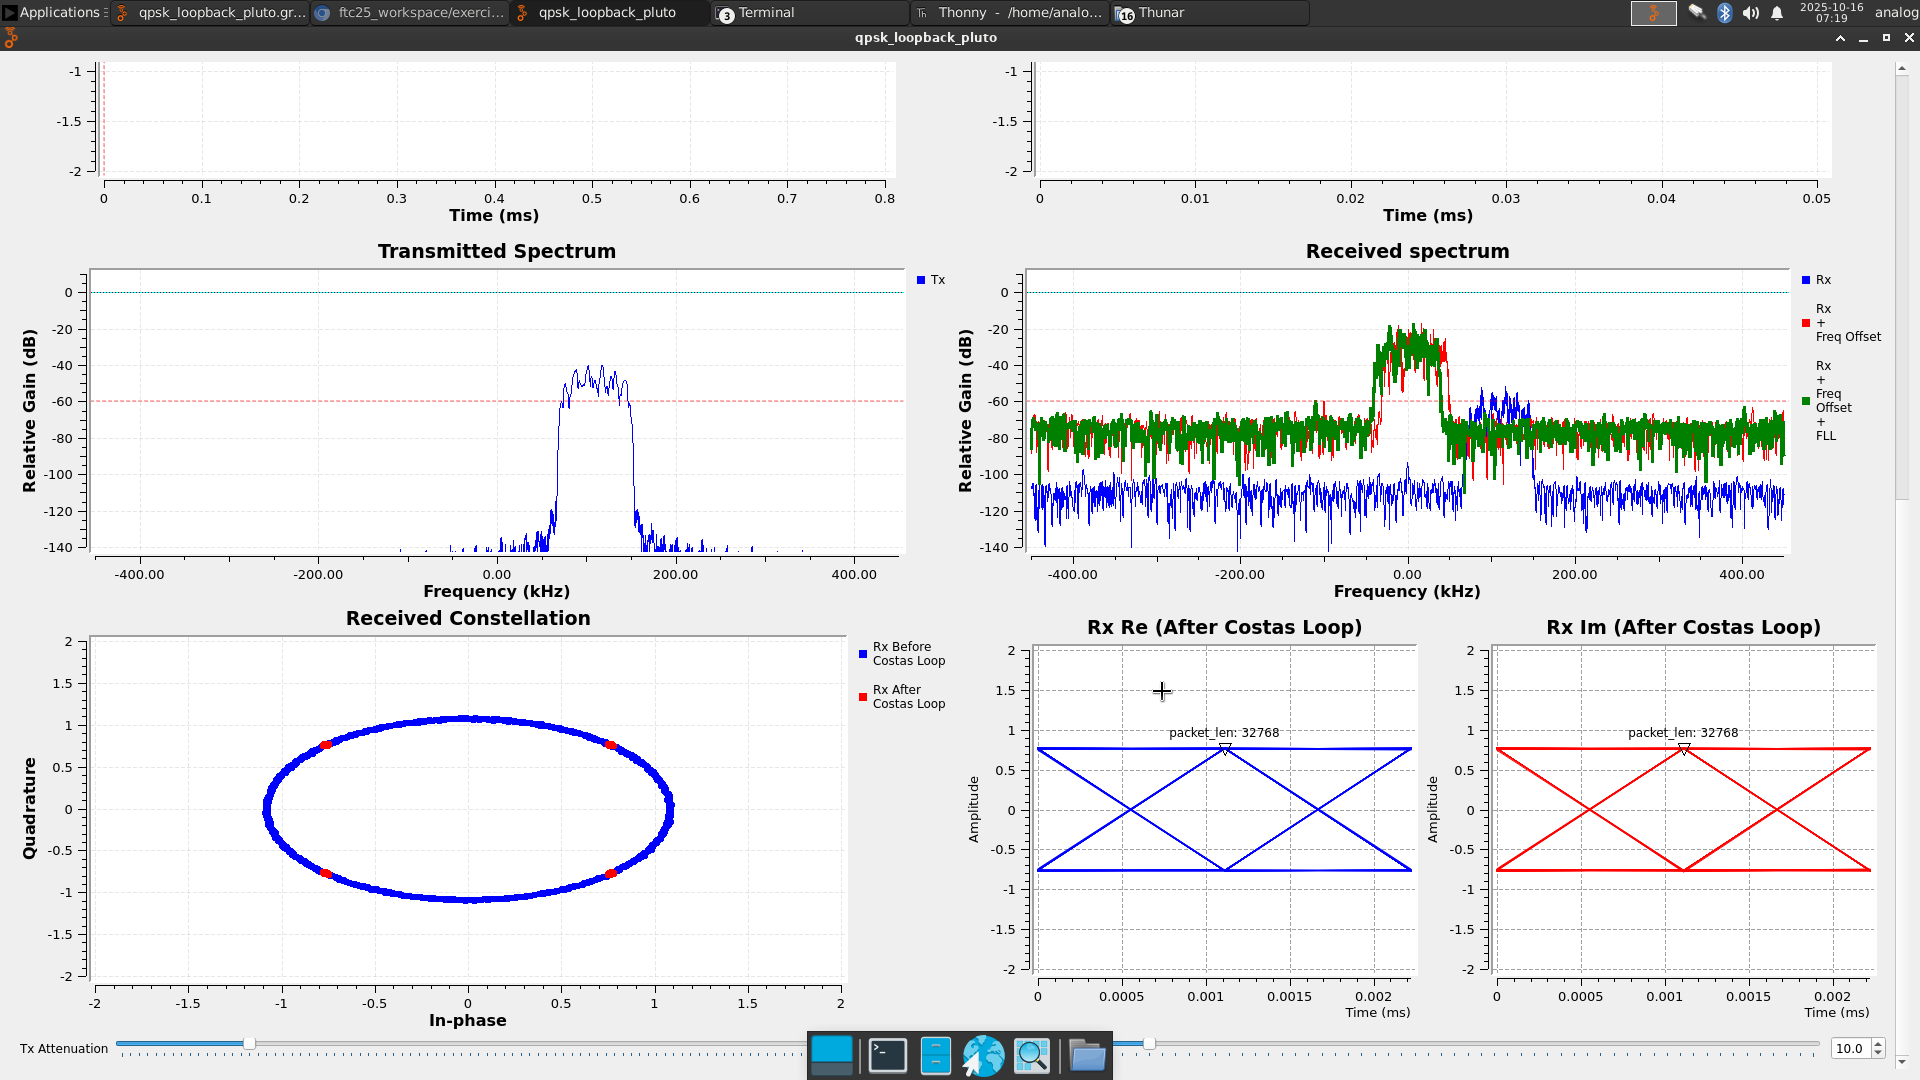 Applications
qpsk_loopback_pluto.gr...
ftc25_workspace/exerci...
qpsk_loopback_pluto
3 Terminal
Th Thonny - /home/analo...
16 Thunar
2025-10-16
07:19
analog
qpsk_loopback_pluto
-1
-1.5
-2
0 0.1 0.2 0.3 0.4 0.5 0.6 0.7 0.8
Time (ms)
-1
-1.5
-2
0 0.01 0.02 0.03 0.04 0.05
Time (ms)
Transmitted Spectrum
Relative Gain (dB)
0
-20
-40
-60
-80
-100
-120
-140
-400.00 -200.00 0.00 200.00 400.00
Frequency (kHz)
Tx
Received spectrum
Relative Gain (dB)
0
-20
-40
-60
-80
-100
-120
-140
-400.00 -200.00 0.00 200.00 400.00
Frequency (kHz)
Rx
Rx
+
Freq Offset
Rx
+
Freq
Offset
+
FLL
Received Constellation
Quadrature
2
1.5
1
0.5
0
-0.5
-1
-1.5
-2
-2 -1.5 -1 -0.5 0 0.5 1 1.5 2
In-phase
Rx Before
Costas Loop
Rx After
Costas Loop
Rx Re (After Costas Loop)
Amplitude
2
1.5
1
0.5
0
-0.5
-1
-1.5
-2
packet_len: 32768
0 0.0005 0.001 0.0015 0.002
Time (ms)
Rx Im (After Costas Loop)
Amplitude
2
1.5
1
0.5
0
-0.5
-1
-1.5
-2
packet_len: 32768
0 0.0005 0.001 0.0015 0.002
Time (ms)
Tx Attenuation
10.0